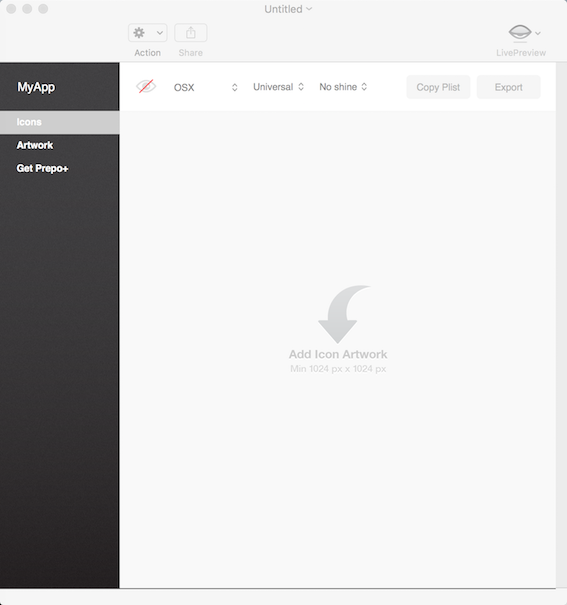 Untitled
Action
Share
LivePreview
MyApp
OSX
Universal
No shine
Copy Plist
Export
Icons
Artwork
Get Prepo+
Add Icon Artwork
Min 1024 px x 1024 px